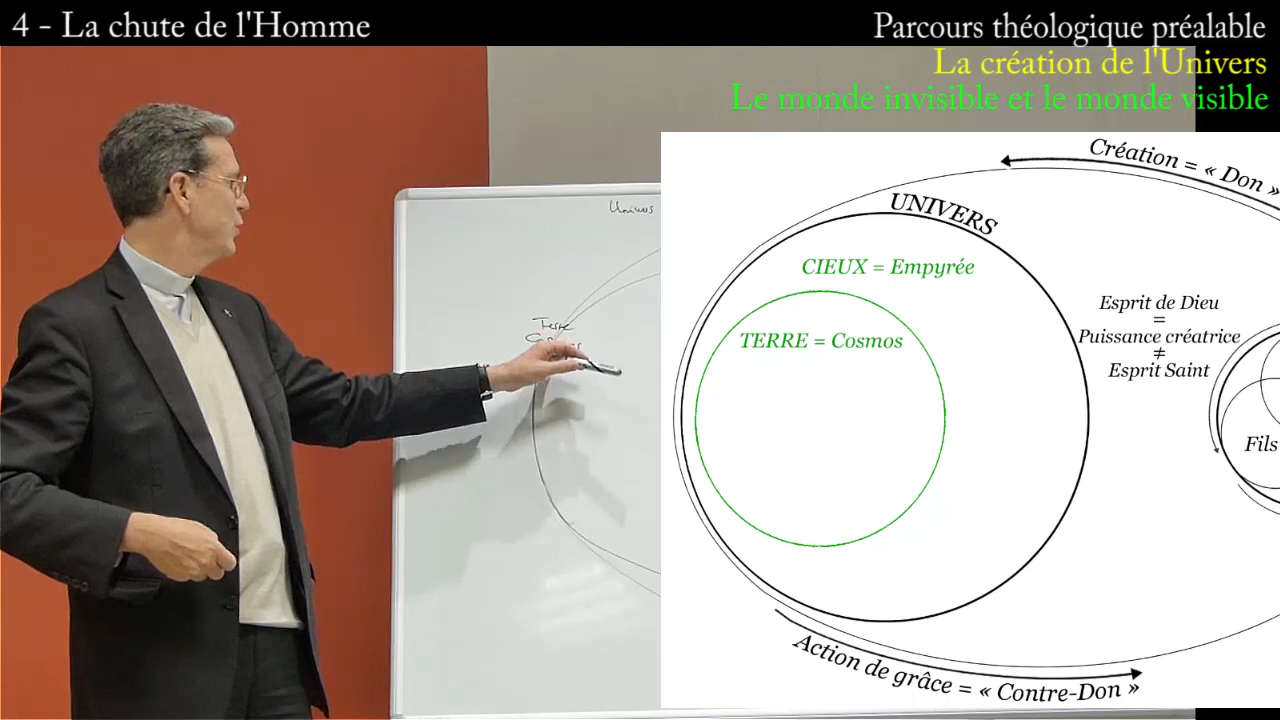 4 - La chute de l'Homme
Parcours théologique préalable
La création de l'Univers
Le monde invisible et le monde visible
Création = « Don »
UNIVERS
CIEUX = Empyrée
TERRE = Cosmos
Esprit de Dieu
=
Puissance créatrice
≠
Esprit Saint
Fils
Action de grâce = « Contre-Don »
Univers
Terre